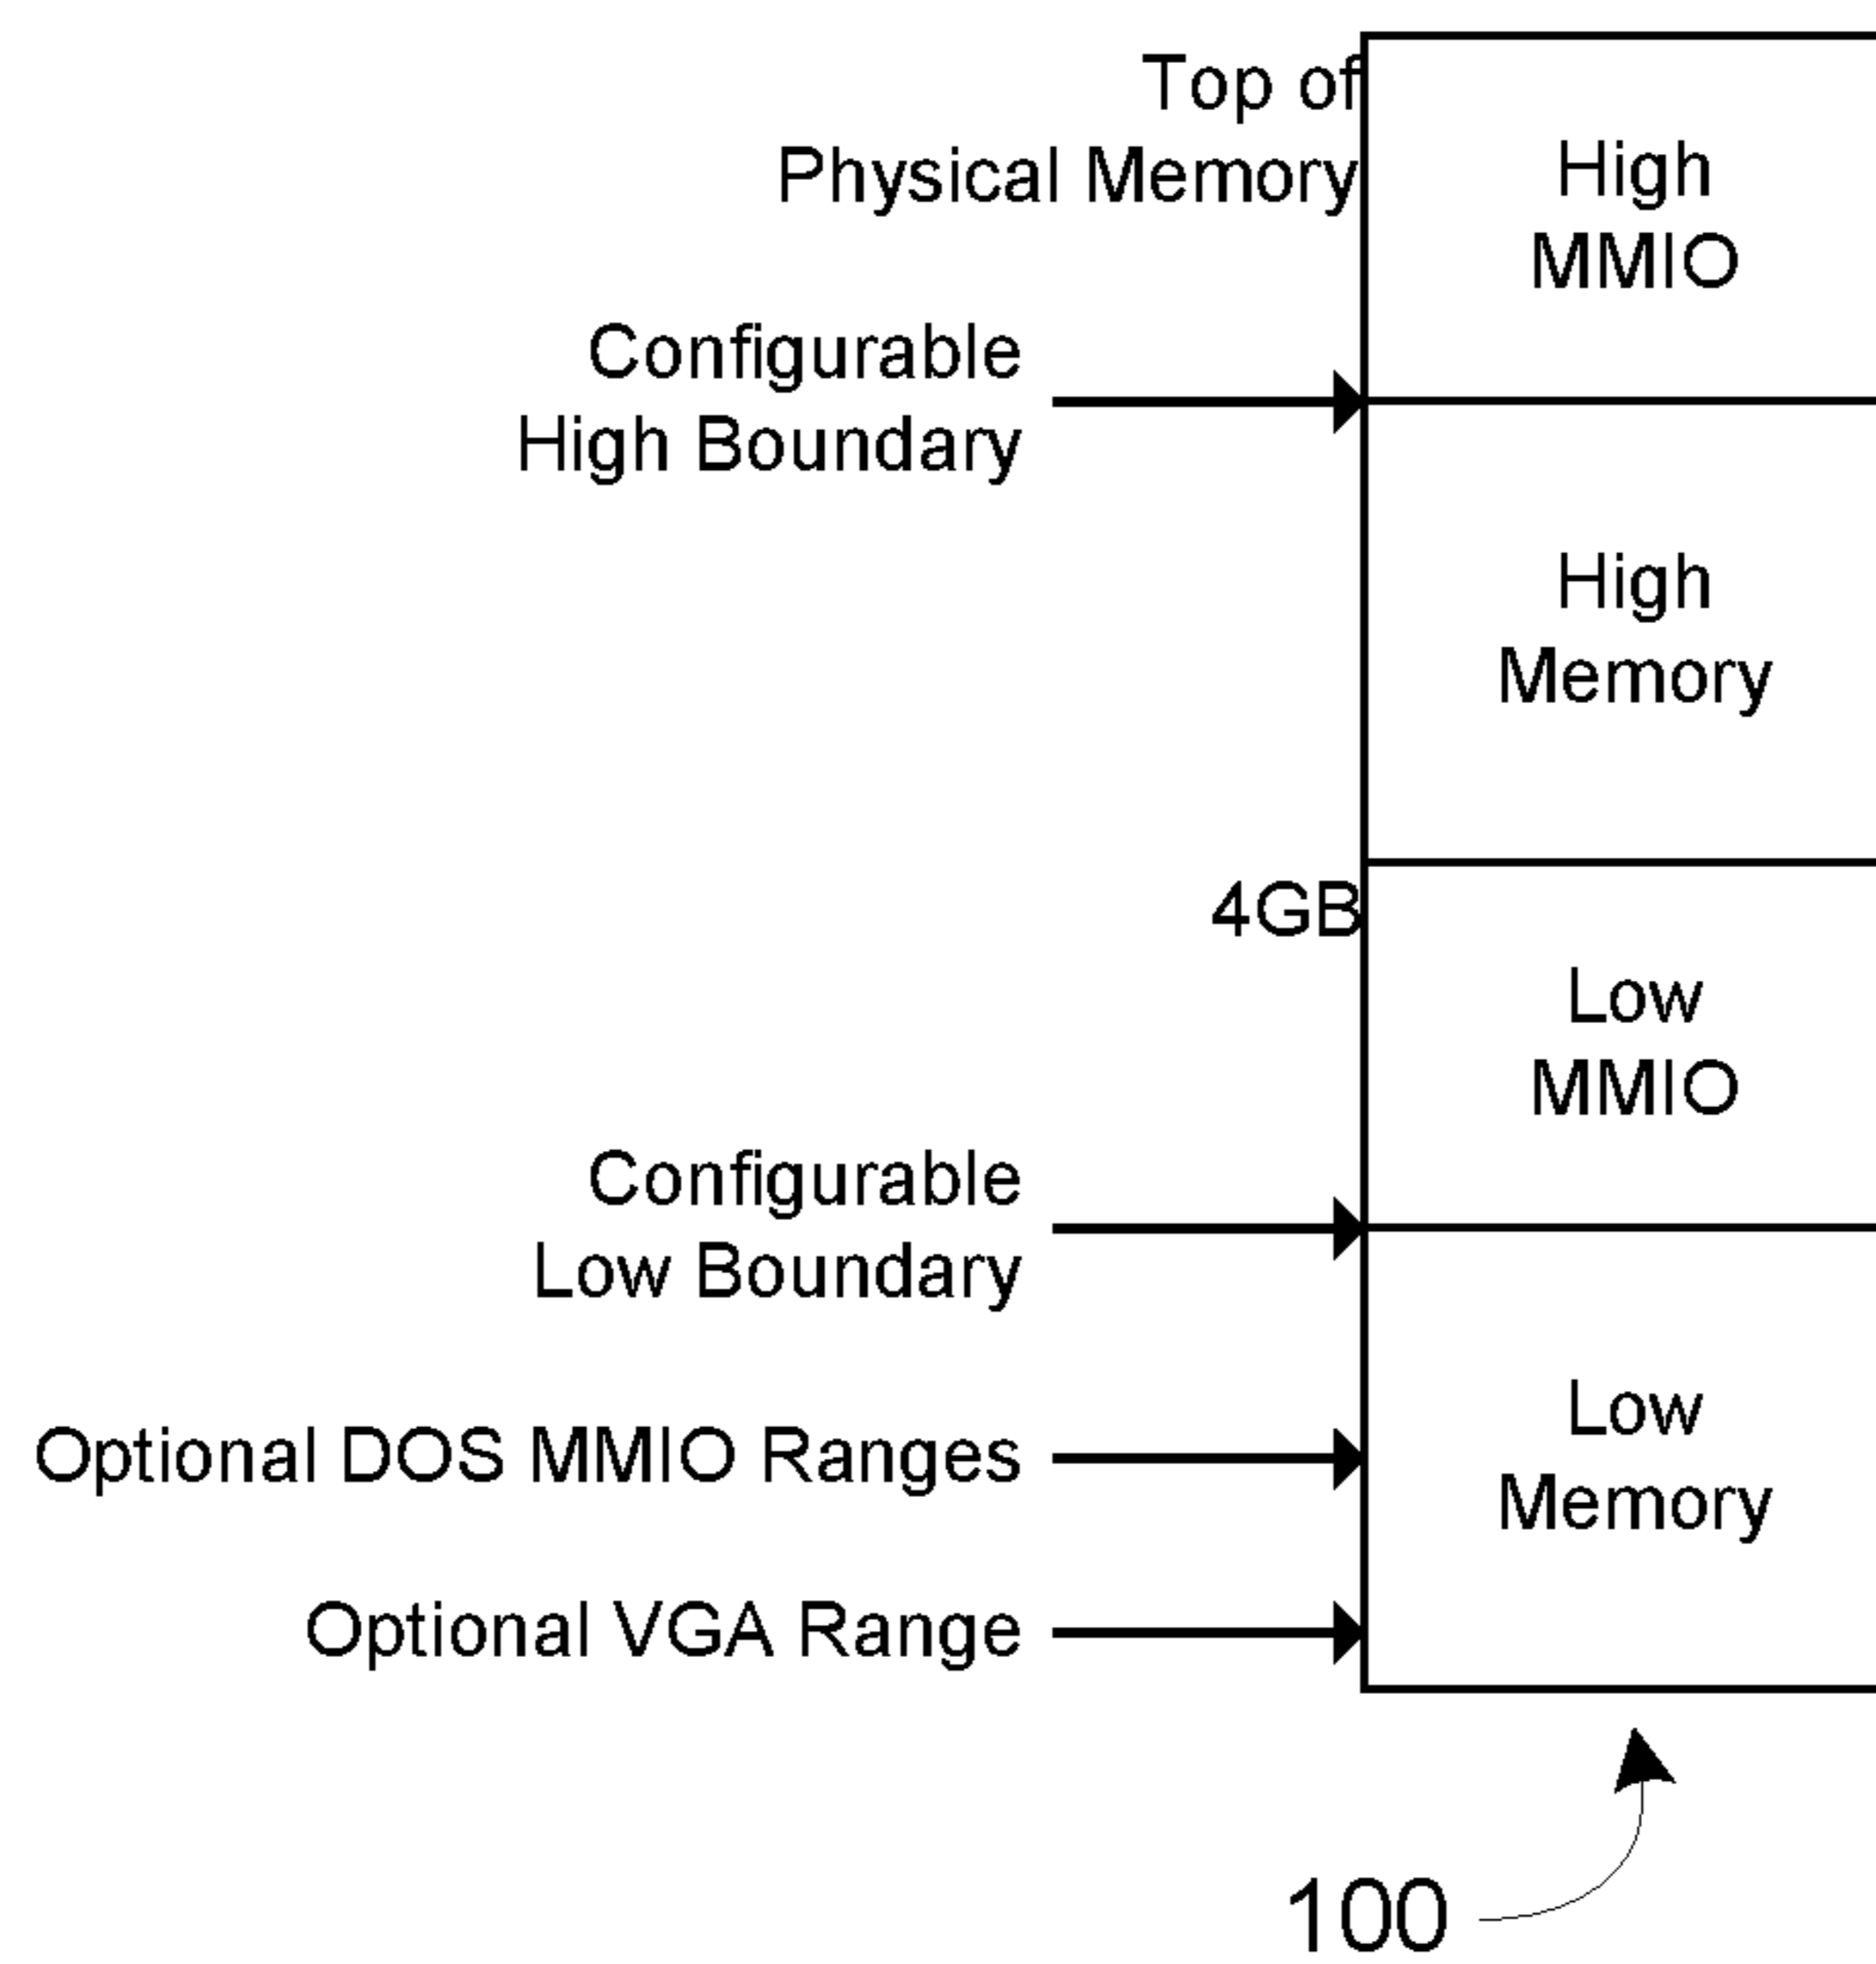 Top of
Physical Memory
High
MMIO
Configurable
High Boundary
High
Memory
4GB
Low
MMIO
Configurable
Low Boundary
Low
Memory
Optional DOS MMIO Ranges
Optional VGA Range
100